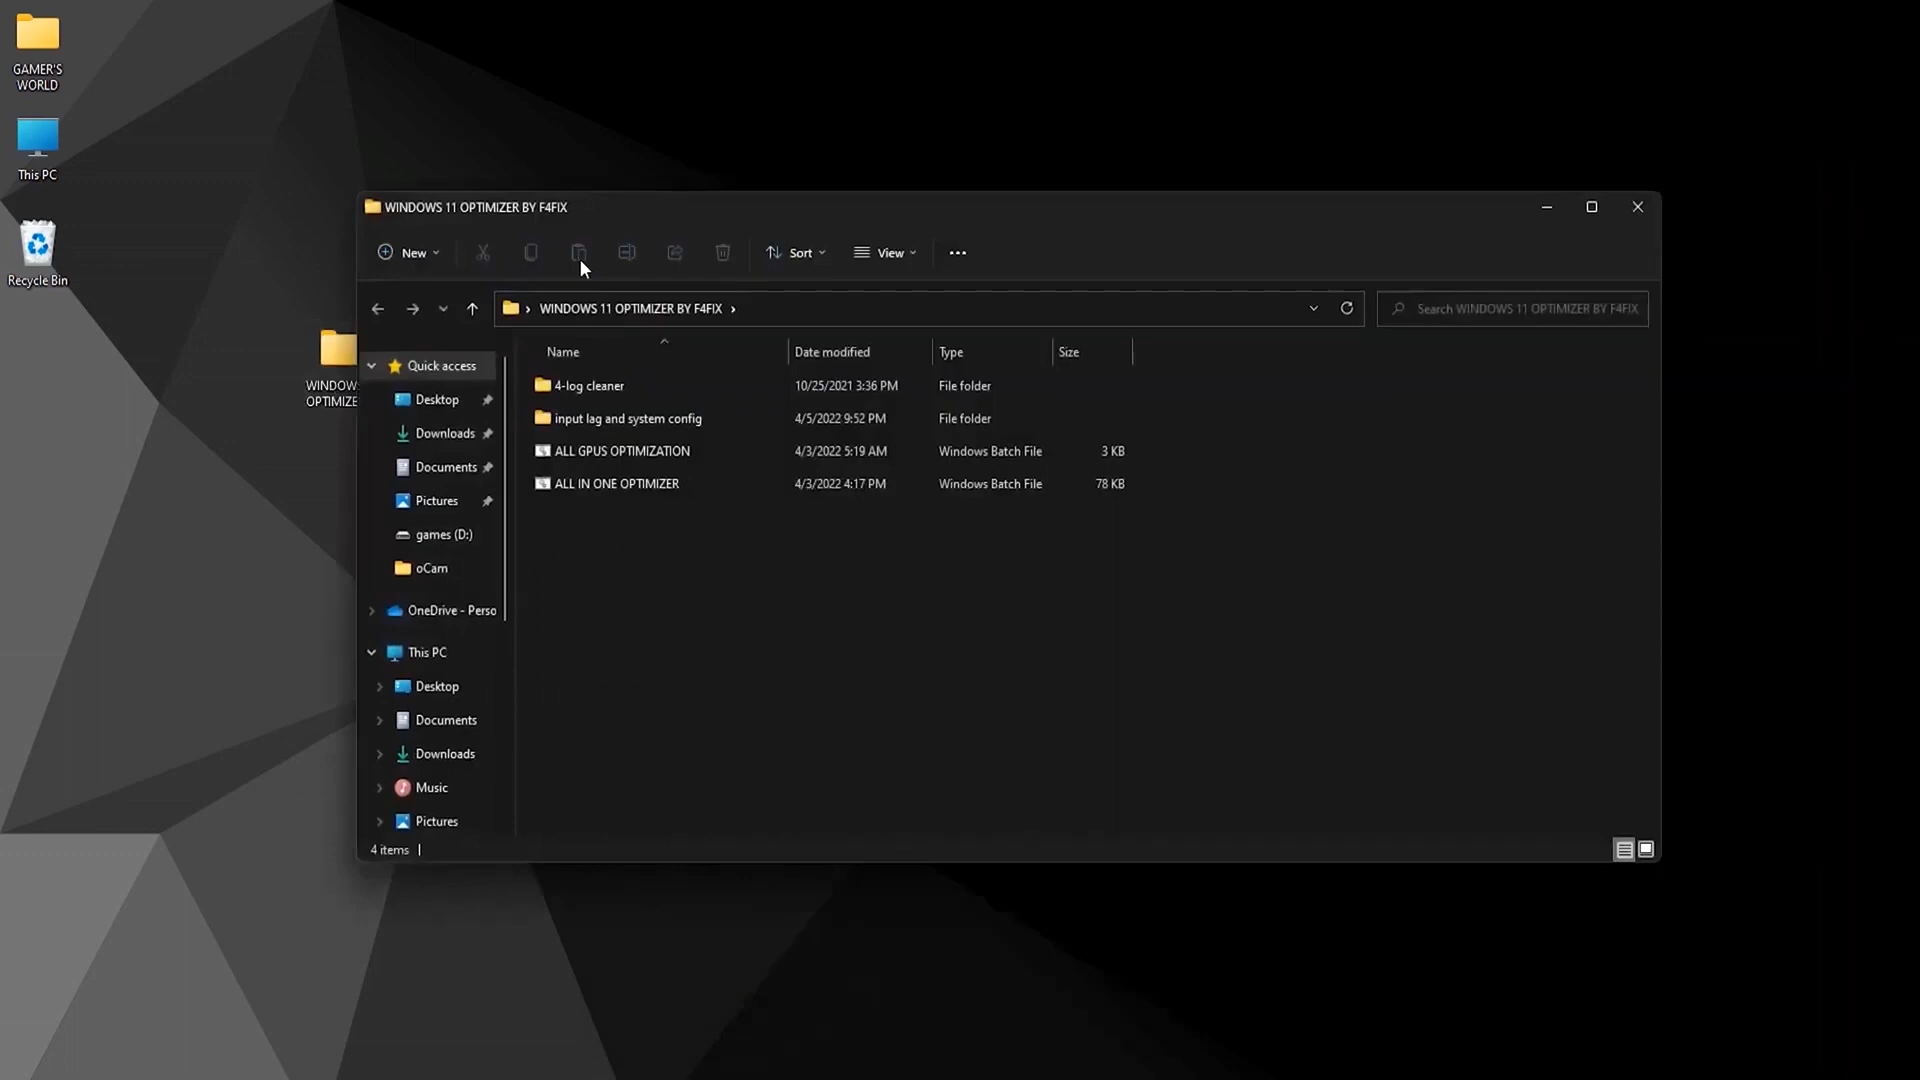 GAMER'S
WORLD
This PC
Recycle Bin
WINDOW
OPTIMIZE
WINDOWS 11 OPTIMIZER BY F4FIX
New
Sort
View
WINDOWS 11 OPTIMIZER BY F4FIX
Search WINDOWS 11 OPTIMIZER BY F4FIX
Name Date modified Type Size
4-log cleaner 10/25/2021 3:36 PM File folder
input lag and system config 4/5/2022 9:52 PM File folder
ALL GPUS OPTIMIZATION 4/3/2022 5:19 AM Windows Batch File 3 KB
ALL IN ONE OPTIMIZER 4/3/2022 4:17 PM Windows Batch File 78 KB
Quick access
Desktop
Downloads
Documents
Pictures
games (D:)
oCam
OneDrive - Perso
This PC
Desktop
Documents
Downloads
Music
Pictures
4 items